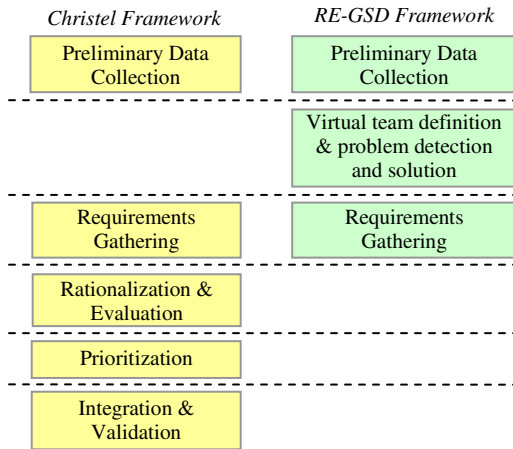 Christel Framework
RE-GSD Framework
Preliminary Data
Collection
Preliminary Data
Collection
Virtual team definition
& problem detection
and solution
Requirements
Gathering
Requirements
Gathering
Rationalization &
Evaluation
Prioritization
Integration &
Validation